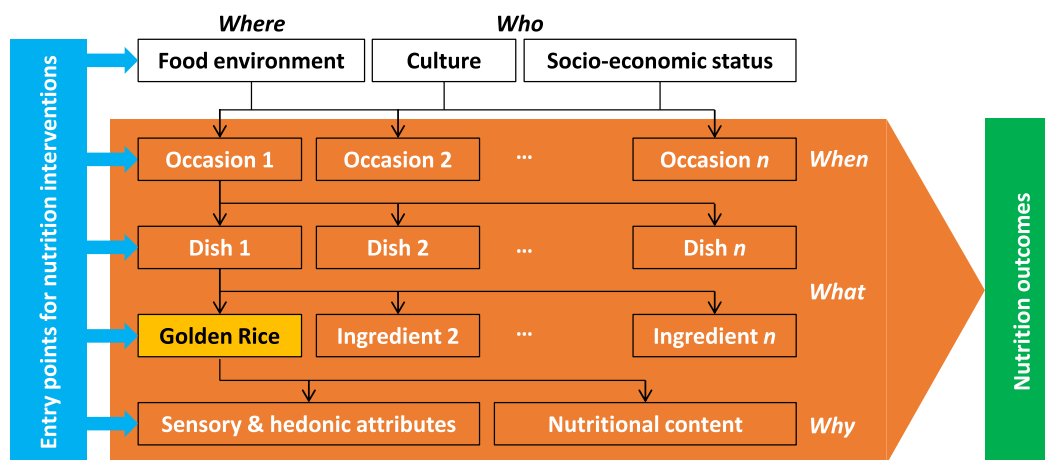 Where
Who
Entry points for nutrition interventions
Food environment
Culture
Socio-economic status
Occasion 1
Occasion 2
...
Occasion n
When
Dish 1
Dish 2
...
Dish n
What
Golden Rice
Ingredient 2
...
Ingredient n
Sensory & hedonic attributes
Nutritional content
Why
Nutrition outcomes